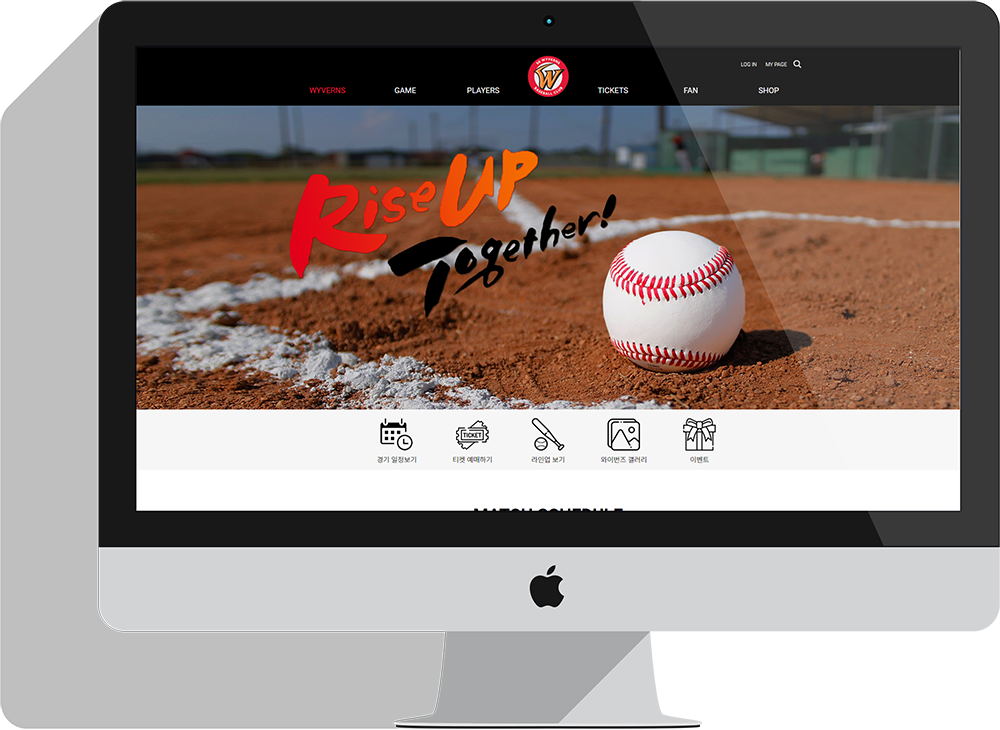 LOG IN MY PAGE
WYVERNS GAME PLAYERS TICKETS FAN SHOP
SK WYVERNS
W
BASEBALL CLUB
Rise UP
Together!
TICKET
경기 일정보기 티켓 예매하기 라인업 보기 와이번즈 갤러리 이벤트
MATCH SCHEDULE